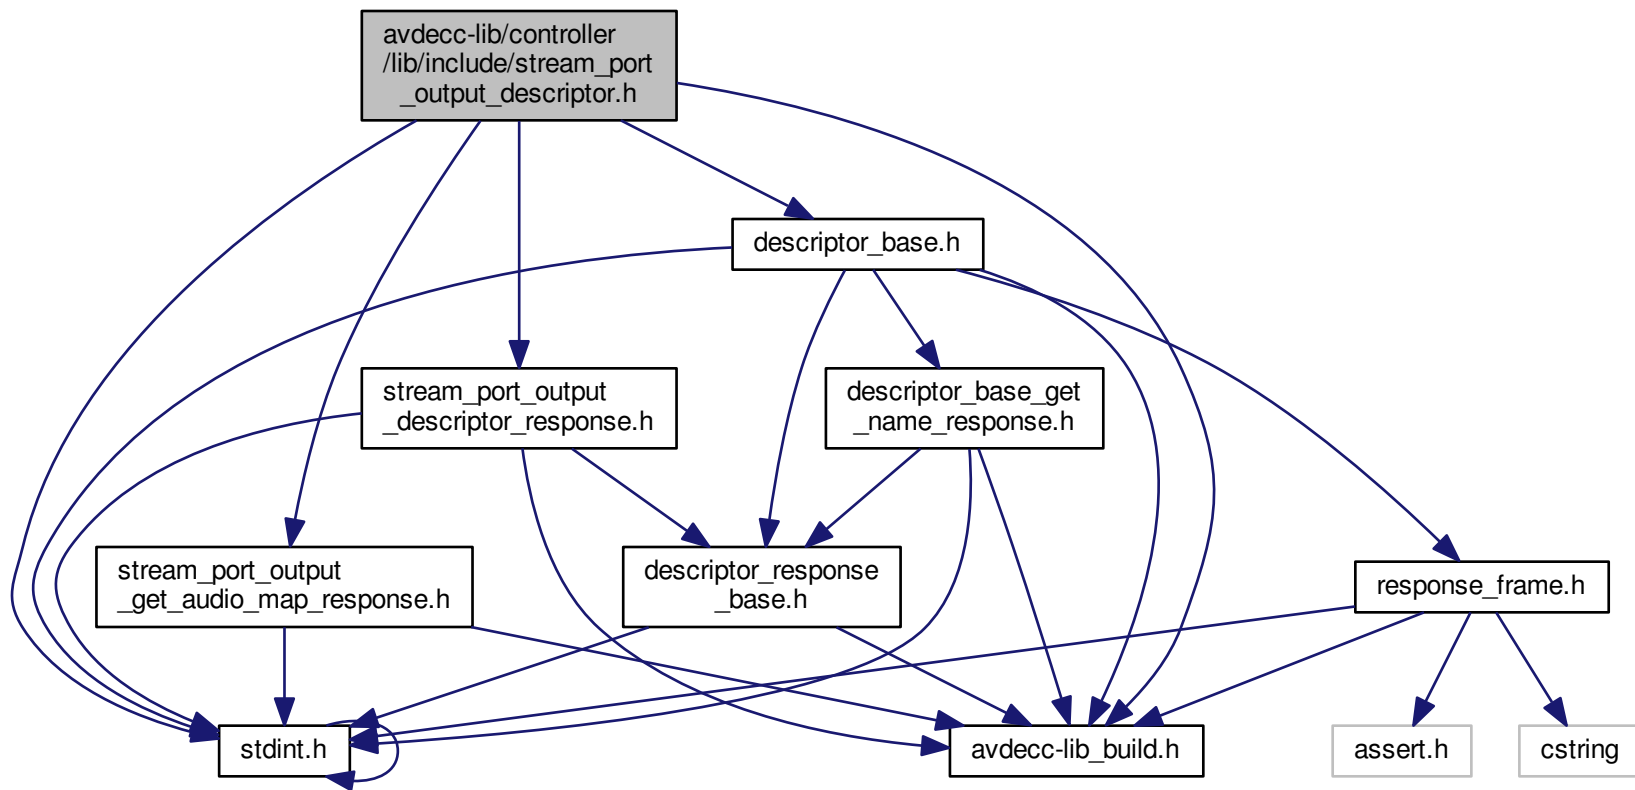 avdecc-lib/controller
/lib/include/stream_port
_output_descriptor.h
descriptor_base.h
stream_port_output
_descriptor_response.h
descriptor_base_get
_name_response.h
stream_port_output
_get_audio_map_response.h
descriptor_response
_base.h
response_frame.h
stdint.h
avdecc-lib_build.h
assert.h
cstring